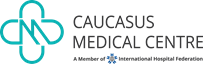 CAUCASUS
MEDICAL CENTRE
A Member of International Hospital Federation